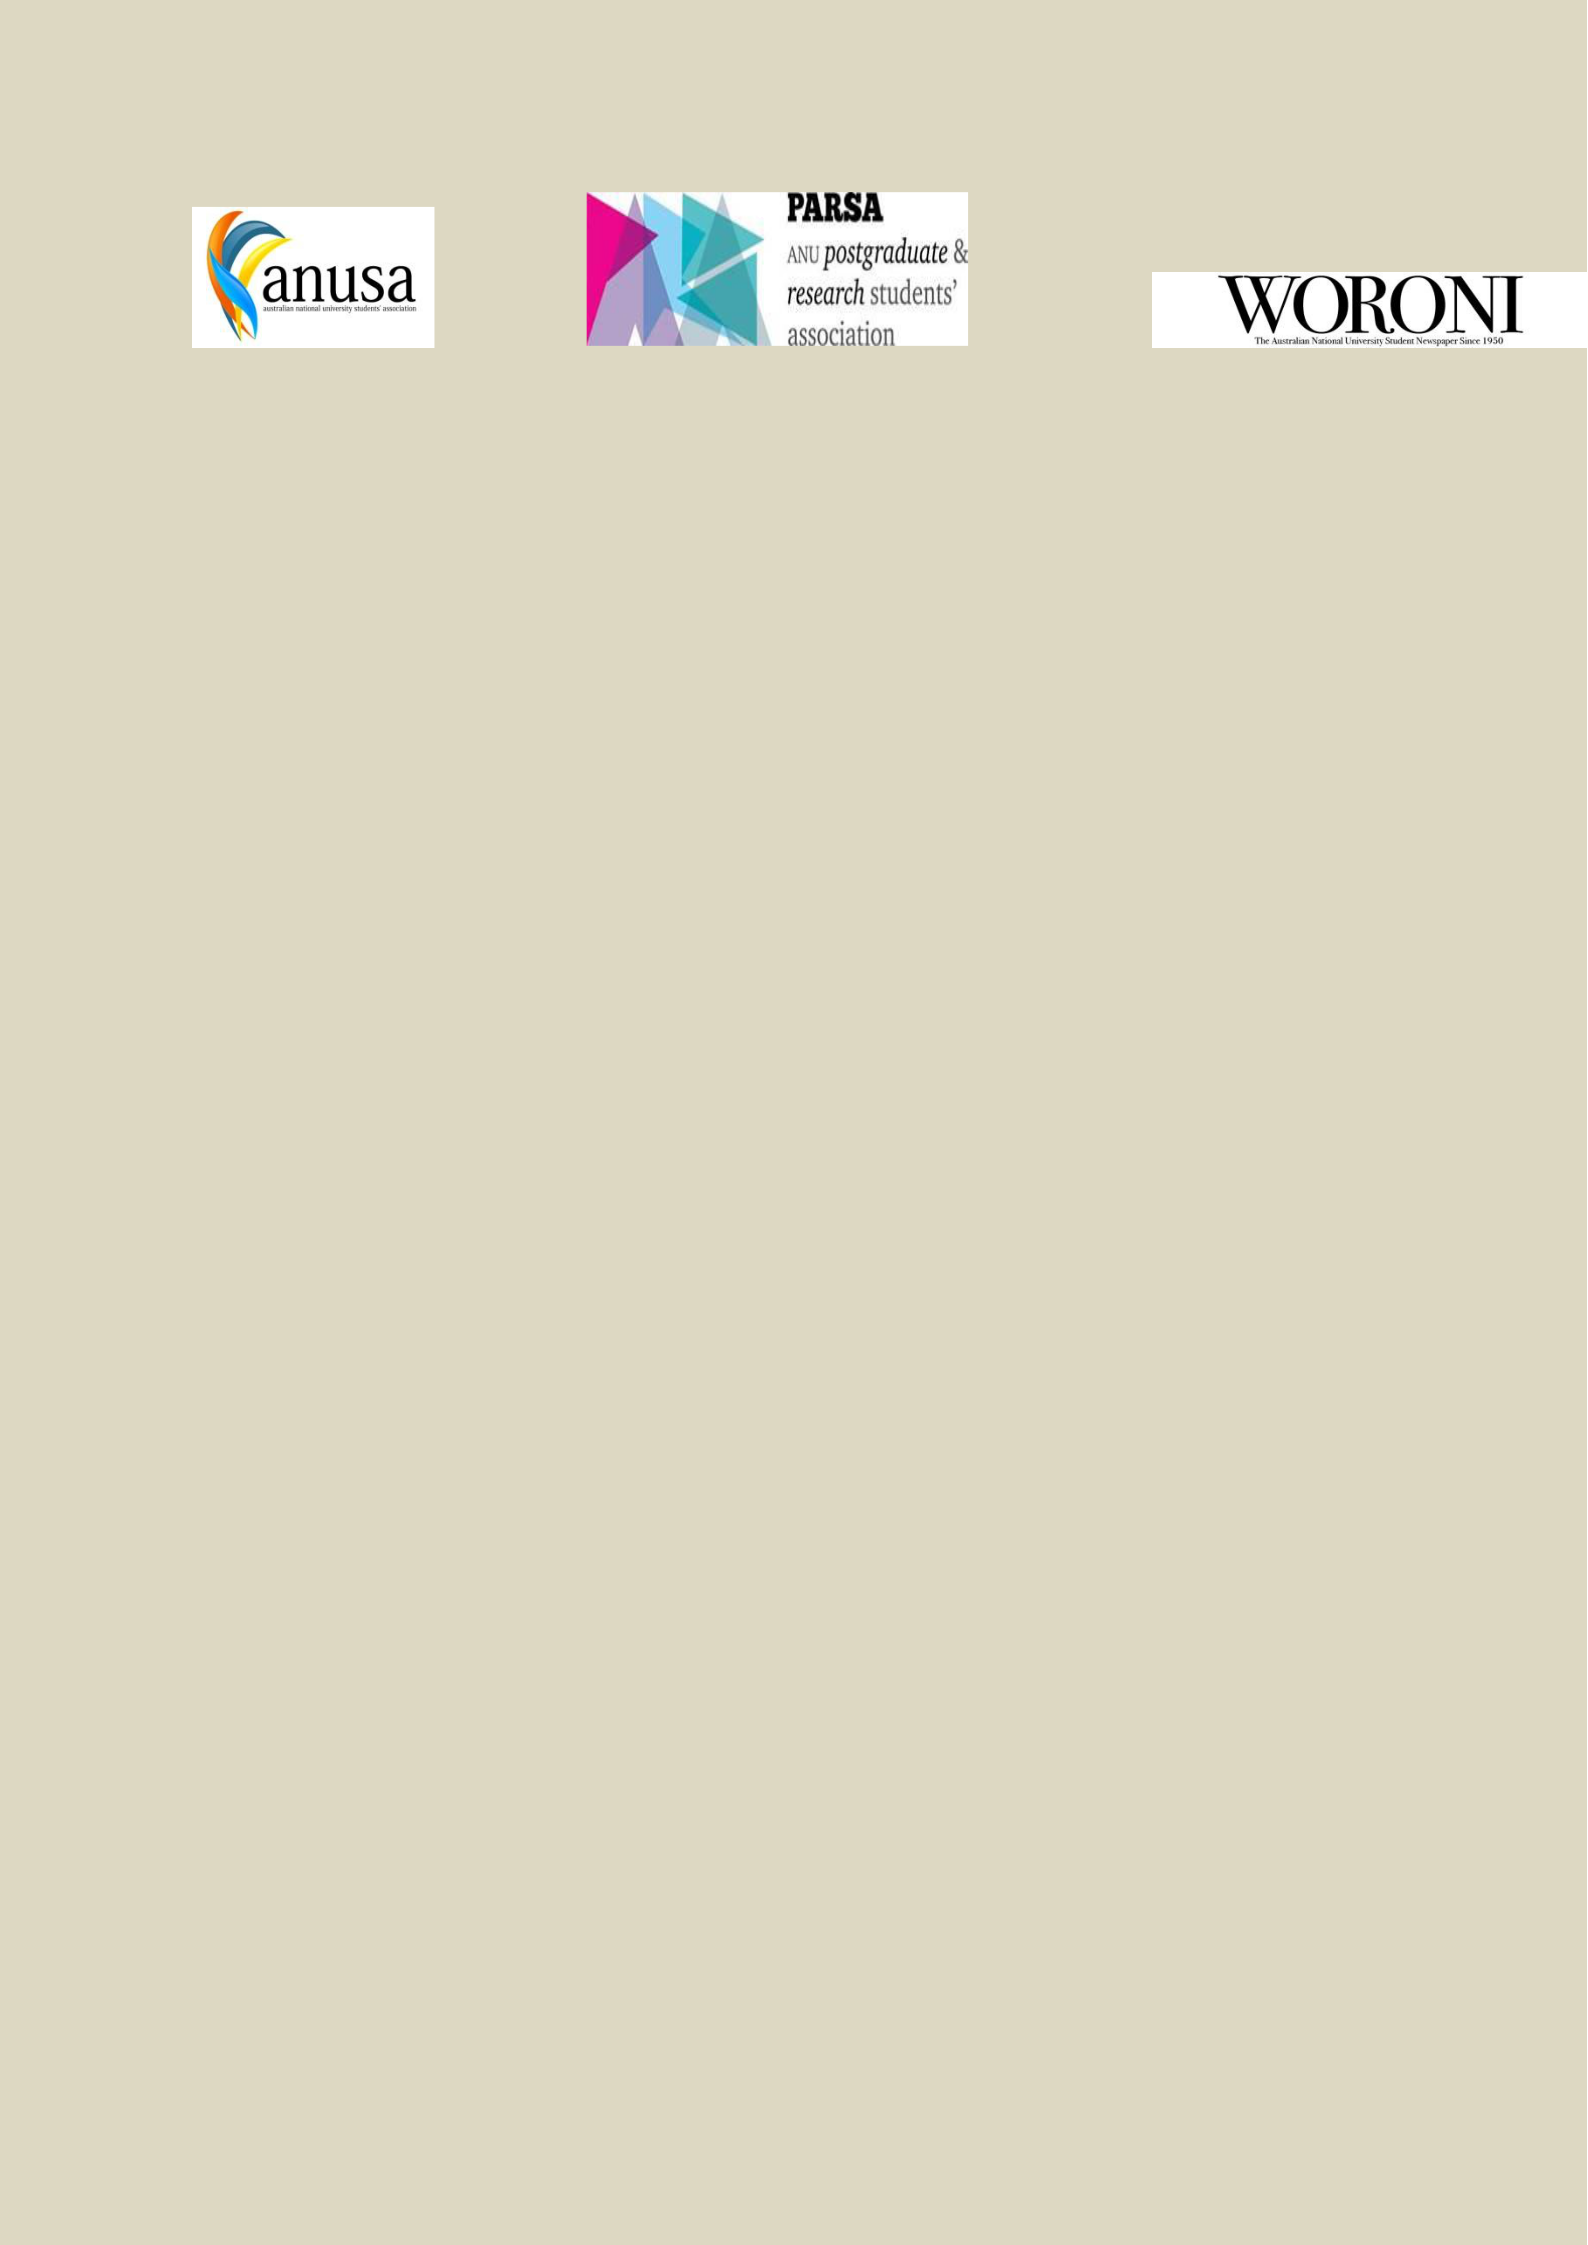 anusa
australian national university students' association
PARSA
ANU postgraduate &
research students'
association
WORONI
The Australian National University Student Newspaper Since 1950